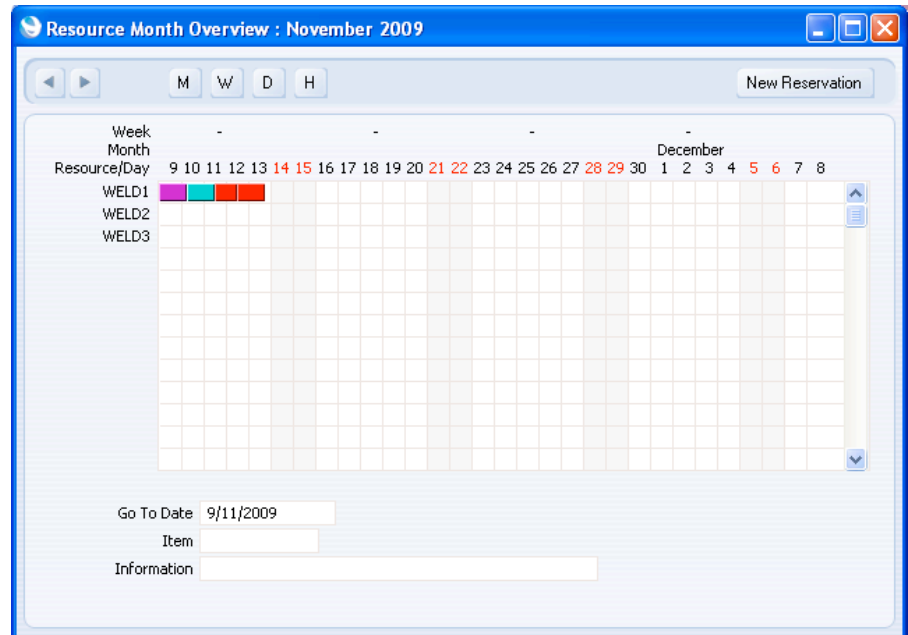 Resource Month Overview : November 2009
M W D H New Reservation
Week - - - -
Month December
Resource/Day 9 10 11 12 13 14 15 16 17 18 19 20 21 22 23 24 25 26 27 28 29 30 1 2 3 4 5 6 7 8
WELD1
WELD2
WELD3
Go To Date 9/11/2009
Item
Information